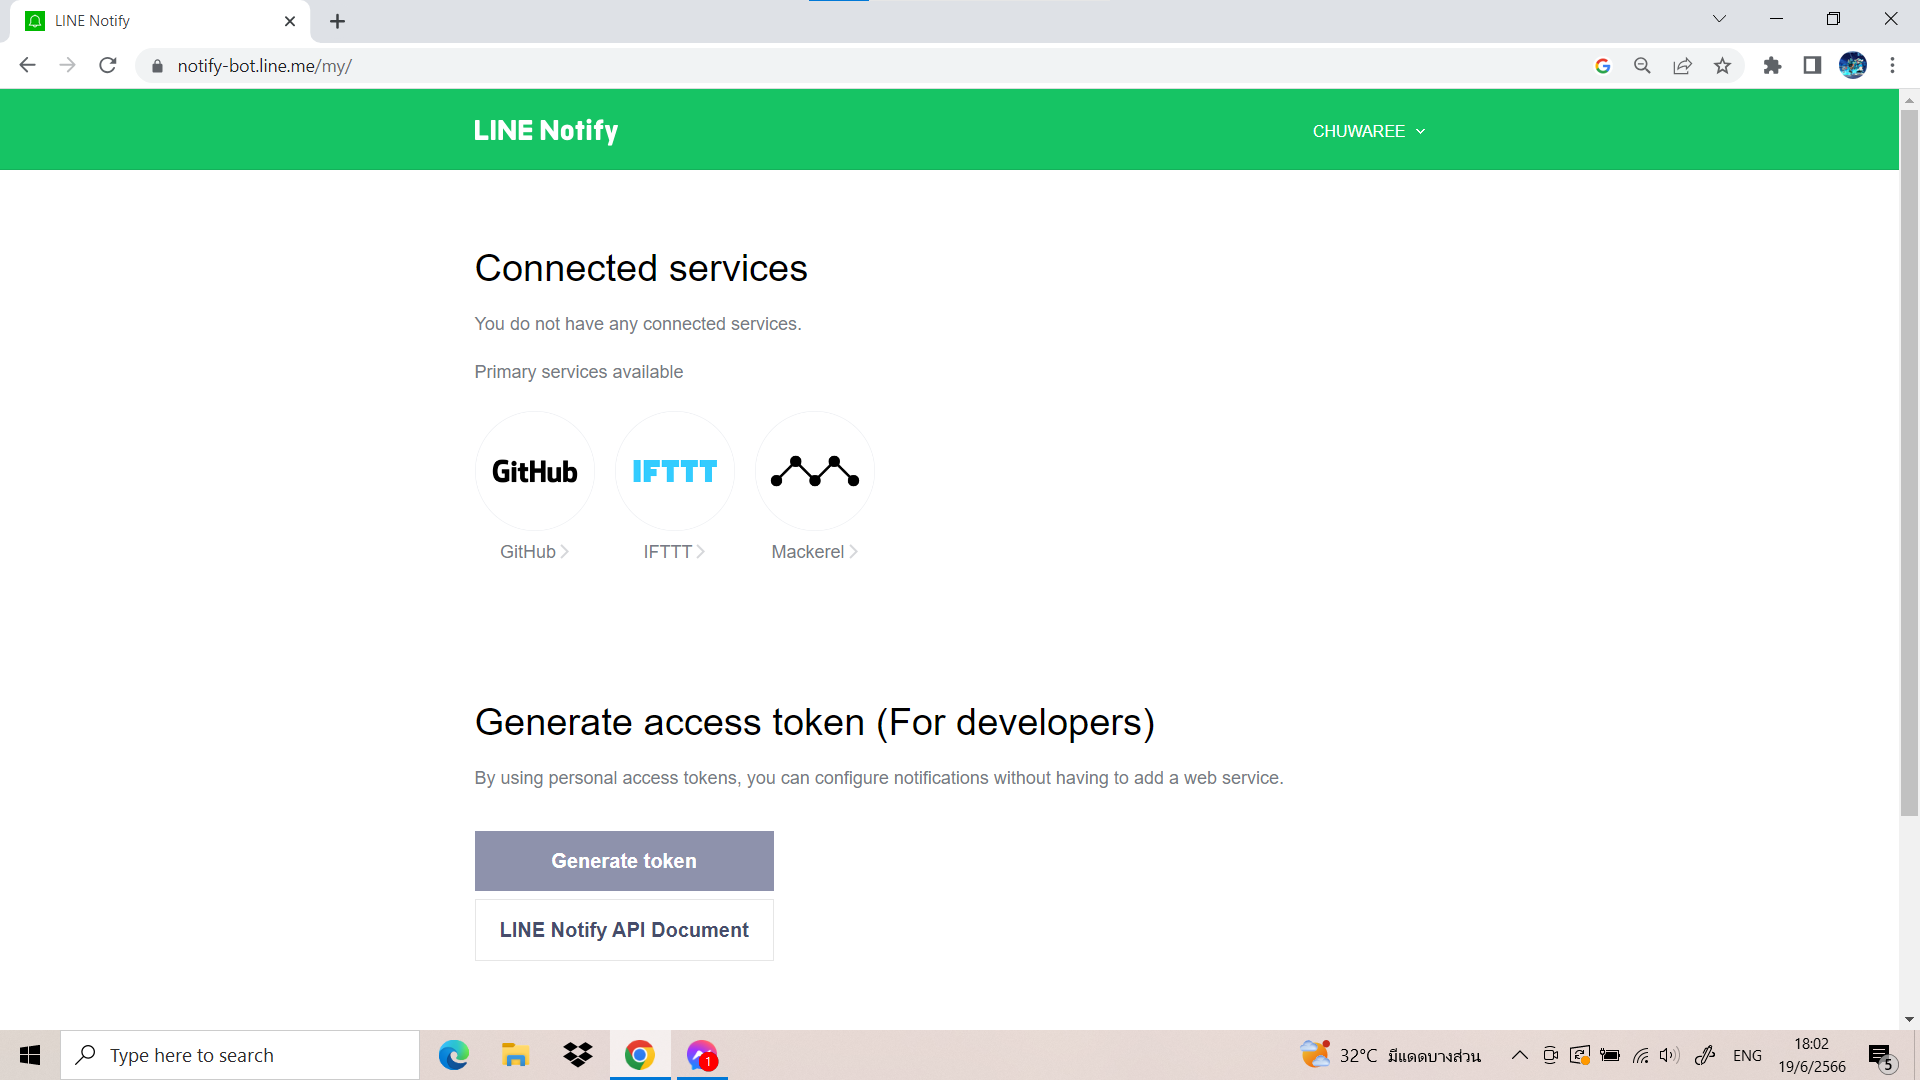 LINE Notify
notify-bot.line.me/my/
LINE Notify
CHUWAREE
Connected services
You do not have any connected services.
Primary services available
GitHub
IFTTT
GitHub
IFTTT
Mackerel
Generate access token (For developers)
By using personal access tokens, you can configure notifications without having to add a web service.
Generate token
LINE Notify API Document
Type here to search
1
32°C มีแดดบางส่วน
ENG
18:02
19/6/2566
5